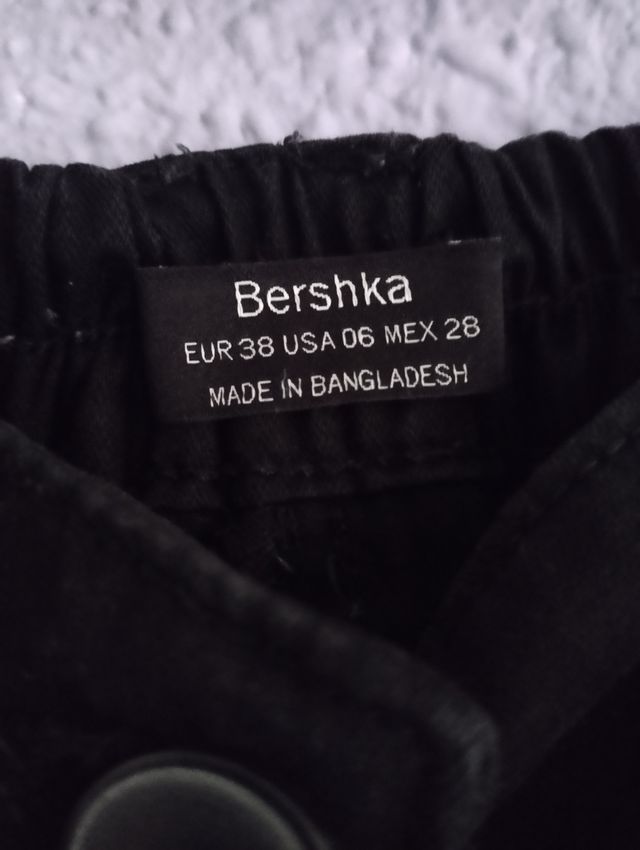 Bershka
EUR 38 USA 06 MEX 28
MADE IN BANGLADESH